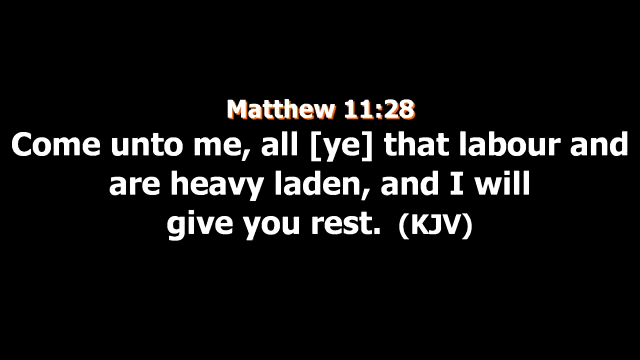 Matthew 11:28
Come unto me, all [ye] that labour and
are heavy laden, and I will
give you rest. (KJV)